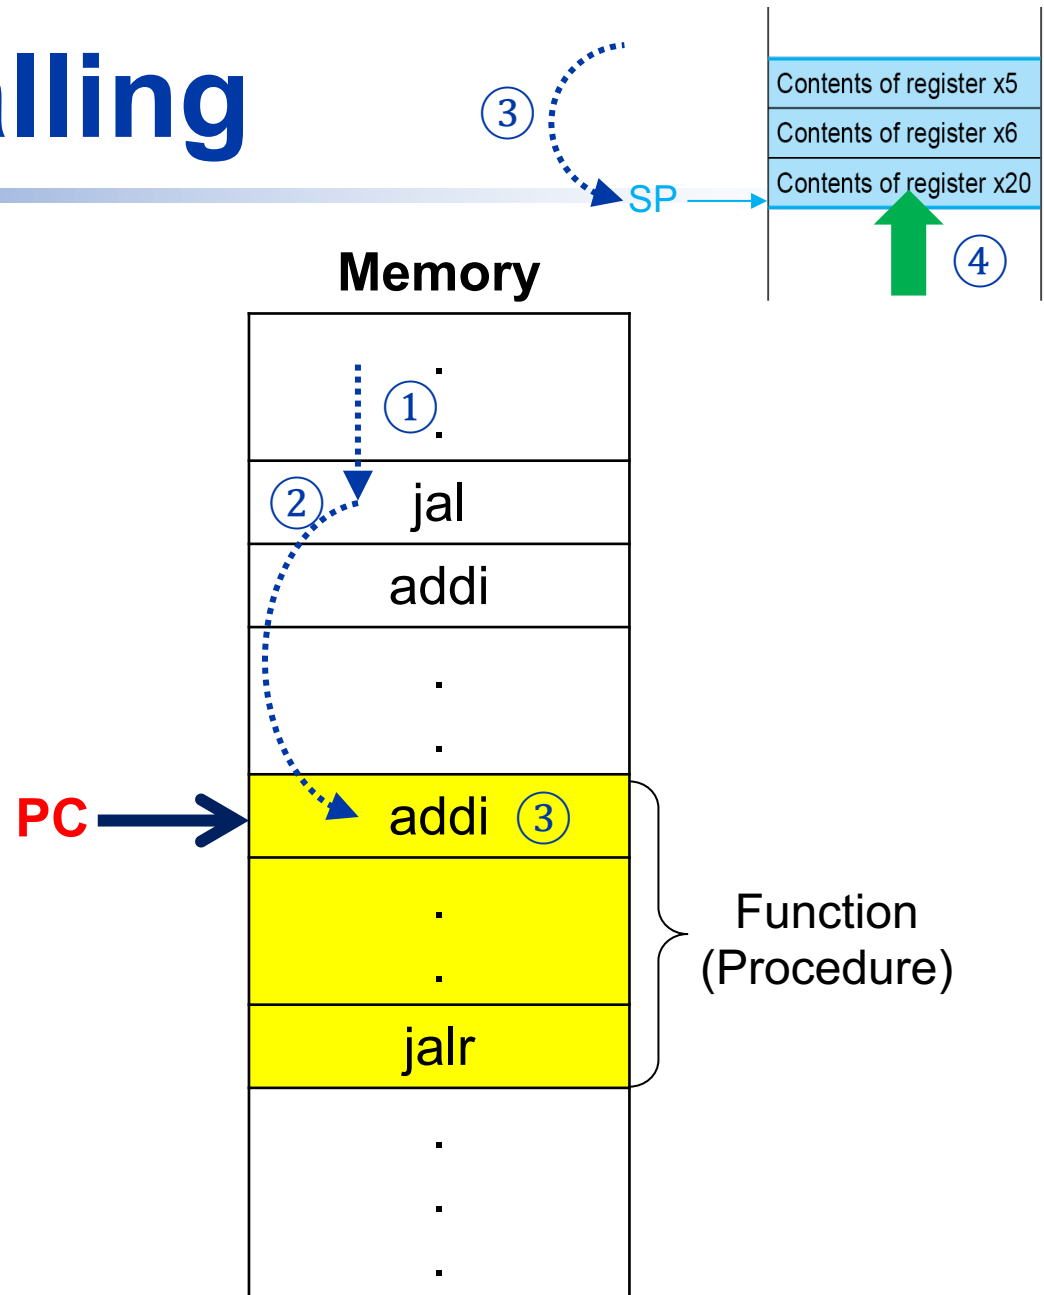 alling
③
Contents of register x5
Contents of register x6
Contents of register x20
SP
④
Memory
.
①
.
②
jal
addi
.
.
PC
addi ③
.
.
jalr
Function
(Procedure)
.
.
.